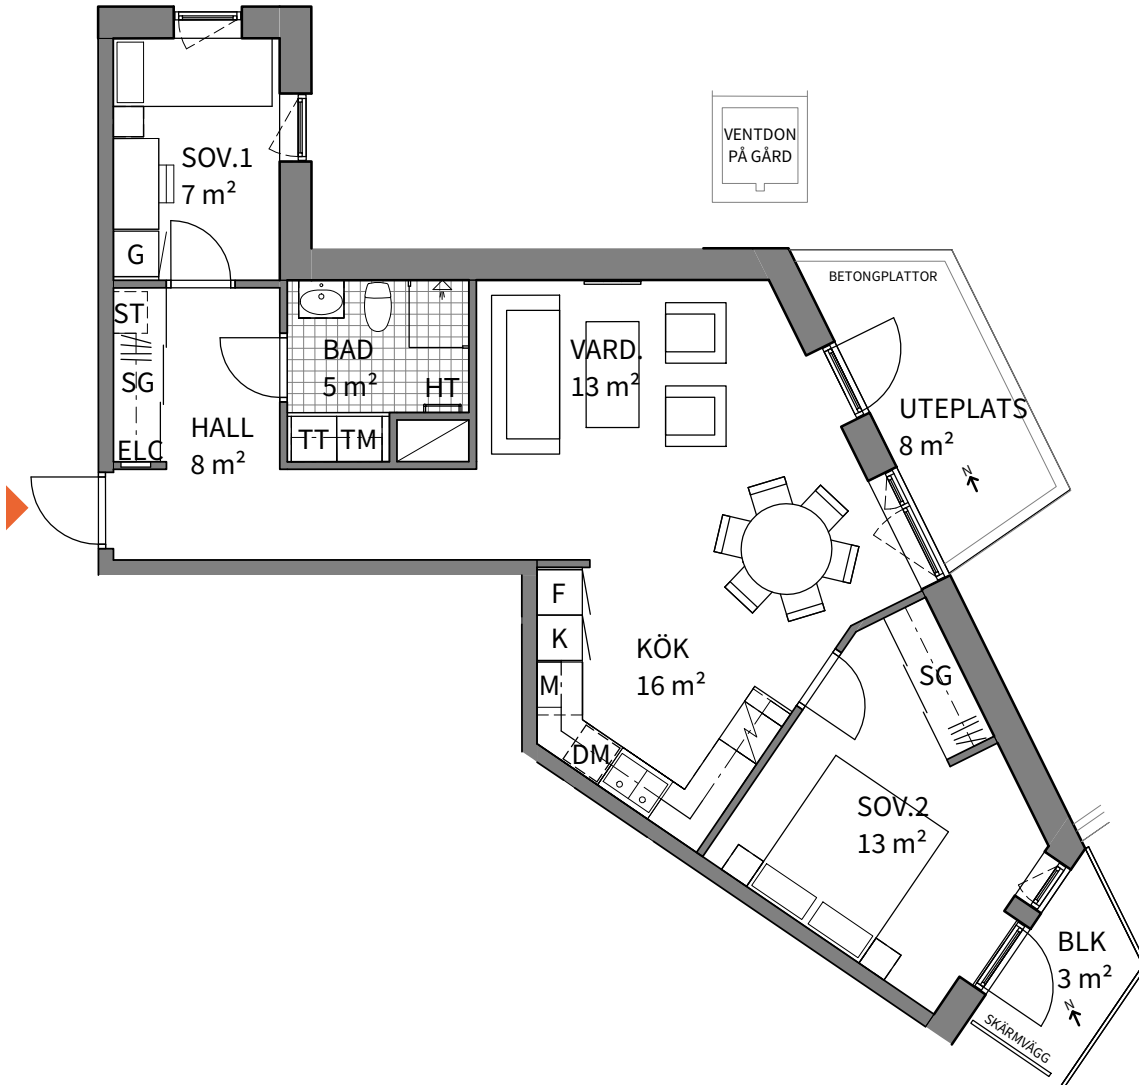 VENTDON
PÅ GÅRD
SOV.1
7 m²
G
BETONGPLATTOR
ST
BAD
5 m²
VARD.
13 m²
SG
HT
UTEPLATS
8 m²
HALL
8 m²
ELC
TT
TM
N
F
K
KÖK
16 m²
M
SG
DM
SOV.2
13 m²
BLK
3 m²
N
SKÄRMVÄGG